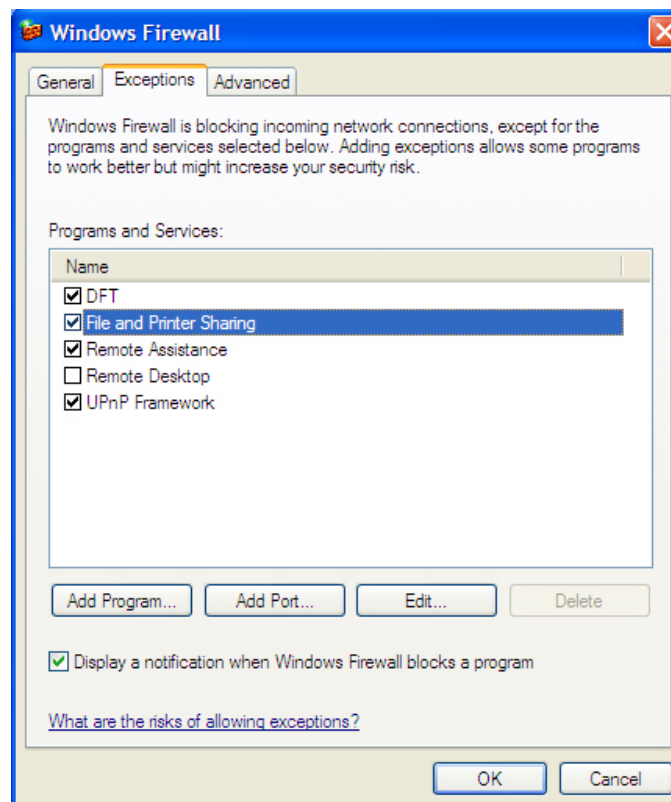 Windows Firewall
General Exceptions Advanced
Windows Firewall is blocking incoming network connections, except for the
programs and services selected below. Adding exceptions allows some programs
to work better but might increase your security risk.
Programs and Services:
Name
DFT
File and Printer Sharing
Remote Assistance
Remote Desktop
UPnP Framework
Add Program... Add Port... Edit... Delete
Display a notification when Windows Firewall blocks a program
What are the risks of allowing exceptions?
OK Cancel